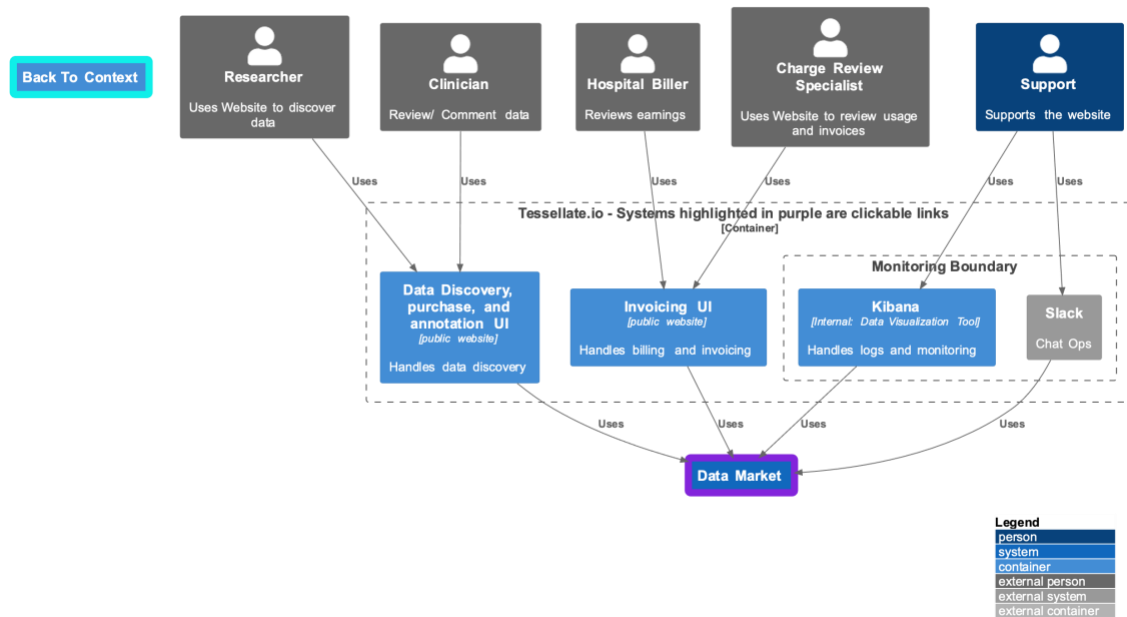 Back To Context
Researcher
Uses Website to discover
data
Clinician
Review/ Comment data
Hospital Biller
Reviews earnings
Charge Review
Specialist
Uses Website to review usage
and invoices
Support
Supports the website
Uses
Uses
Uses
Uses
Uses
Uses
Tessellate.io - Systems highlighted in purple are clickable links
[Container]
Monitoring Boundary
Data Discovery,
purchase, and
annotation UI
[public website]
Handles data discovery
Invoicing UI
[public website]
Handles billing and invoicing
Kibana
[Internal: Data Visualization Tool]
Handles logs and monitoring
Slack
Chat Ops
Uses
Uses
Uses
Uses
Data Market
Legend
person
system
container
external person
external system
external container